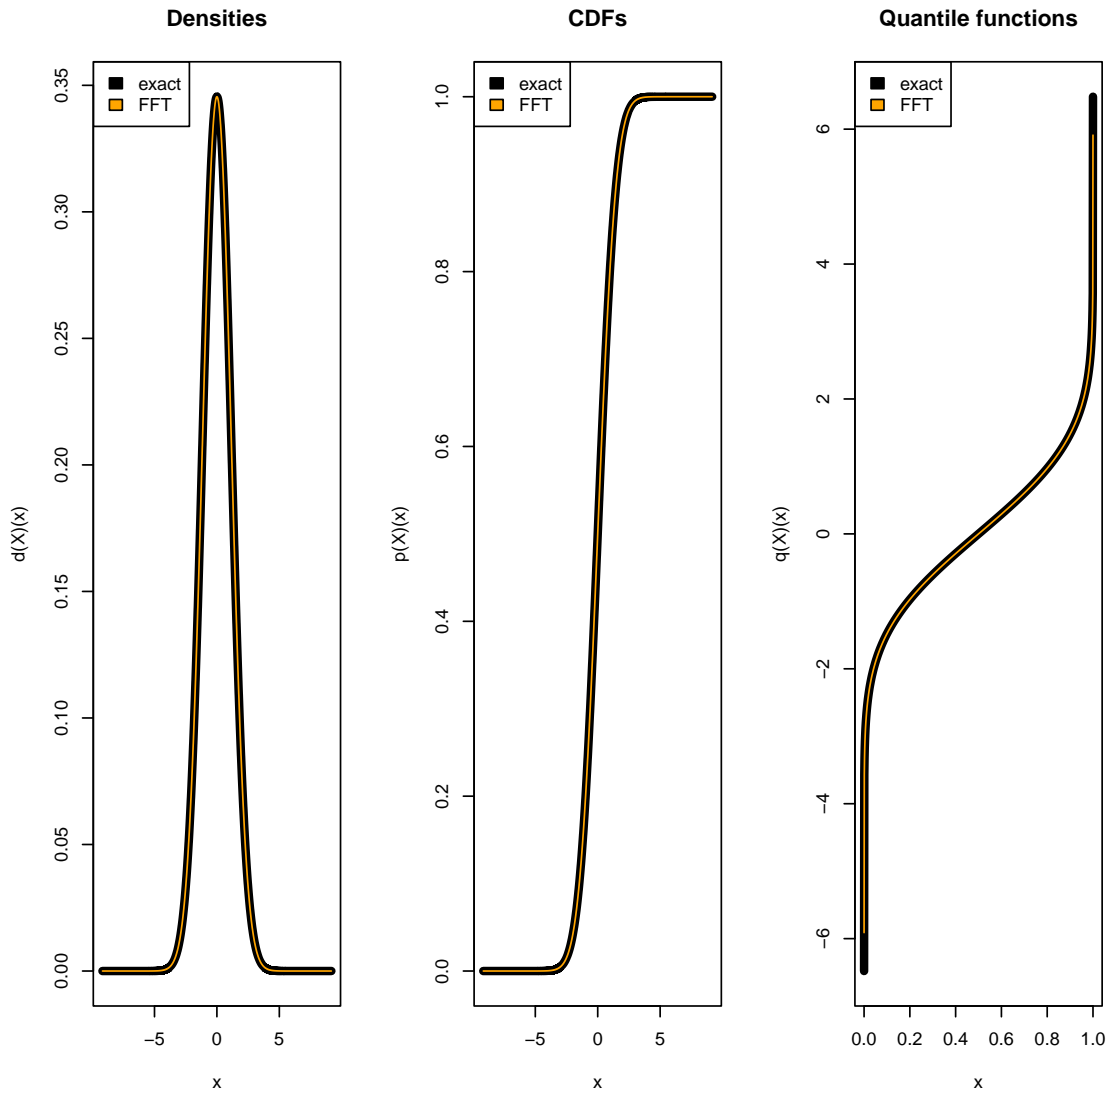 Densities
exact
FFT
0.35
0.30
0.25
0.20
0.15
0.10
0.05
0.00
d(X)(x)
−5 0 5
x
CDFs
exact
FFT
1.0
0.8
0.6
0.4
0.2
0.0
p(X)(x)
−5 0 5
x
Quantile functions
exact
FFT
6
4
2
0
−2
−4
−6
q(X)(x)
0.0 0.2 0.4 0.6 0.8 1.0
x